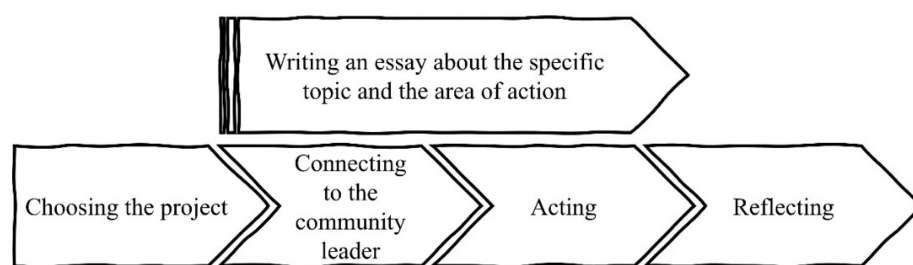 Writing an essay about the specific
topic and the area of action
Choosing the project
Connecting
to the
community
leader
Acting
Reflecting